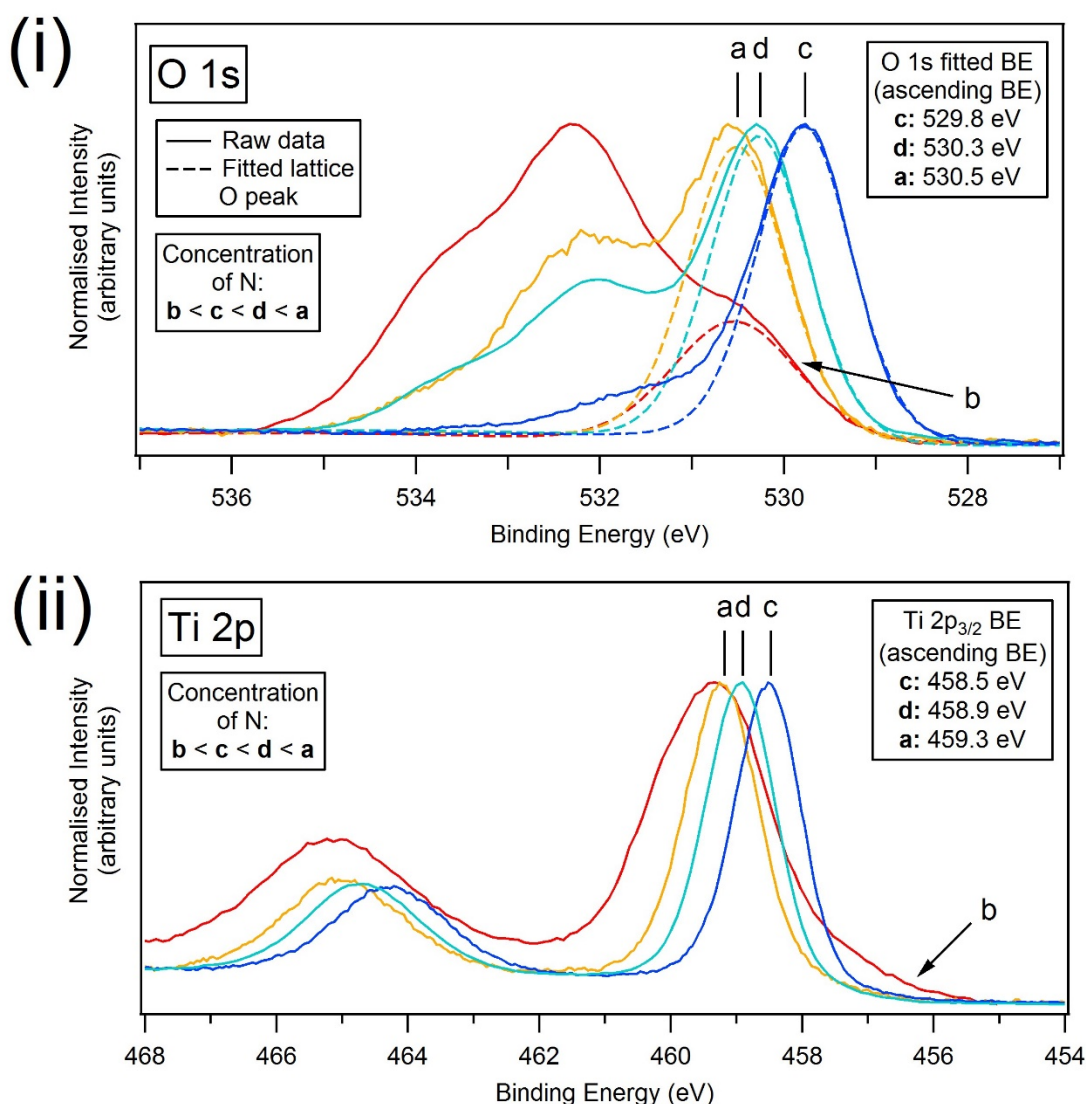 (i)
O 1s
Raw data
Fitted lattice
O peak
Concentration
of N:
b < c < d < a
a d c
O 1s fitted BE
(ascending BE)
c: 529.8 eV
d: 530.3 eV
a: 530.5 eV
b
Normalised Intensity
(arbitrary units)
536 534 532 530 528
Binding Energy (eV)
(ii)
Ti 2p
Concentration
of N:
b < c < d < a
a d c
Ti 2p3/2 BE
(ascending BE)
c: 458.5 eV
d: 458.9 eV
a: 459.3 eV
b
Normalised Intensity
(arbitrary units)
468 466 464 462 460 458 456 454
Binding Energy (eV)